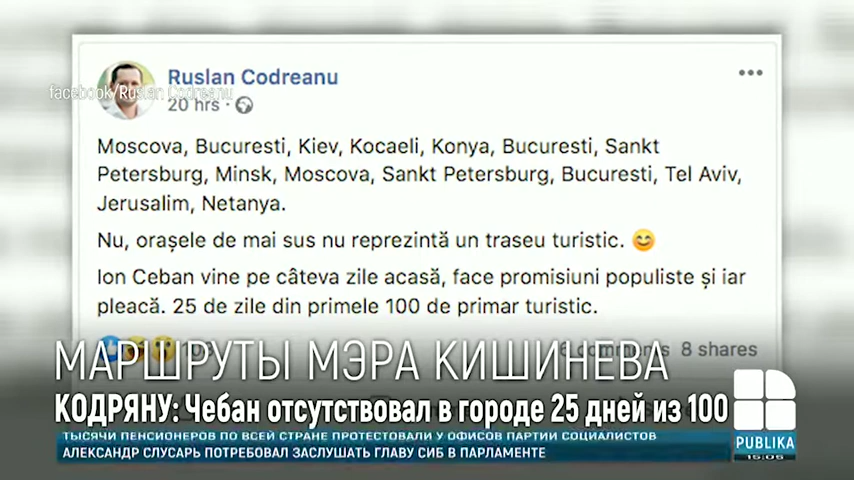 Ruslan Codreanu
facebook/Ruslan Codreanu
20 hrs ·
Moscova, Bucuresti, Kiev, Kocaeli, Konya, Bucuresti, Sankt
Petersburg, Minsk, Moscova, Sankt Petersburg, Bucuresti, Tel Aviv,
Jerusalim, Netanya.
Nu, orașele de mai sus nu reprezintă un traseu turistic. 😊
Ion Ceban vine pe câteva zile acasă, face promisiuni populiste și iar
pleacă. 25 de zile din primele 100 de primar turistic.
comments 8 shares
МАРШРУТЫ МЭРА КИШИНЕВА
КОДРЯНУ: Чебан отсутствовал в городе 25 дней из 100
ТЫСЯЧИ ПЕНСИОНЕРОВ ПО ВСЕЙ СТРАНЕ ПРОТЕСТОВАЛИ У ОФИСОВ ПАРТИИ СОЦИАЛИСТОВ
АЛЕКСАНДР СЛУСАРЬ ПОТРЕБОВАЛ ЗАСЛУШАТЬ ГЛАВУ СИБ В ПАРЛАМЕНТЕ
PUBLIKA
15:05